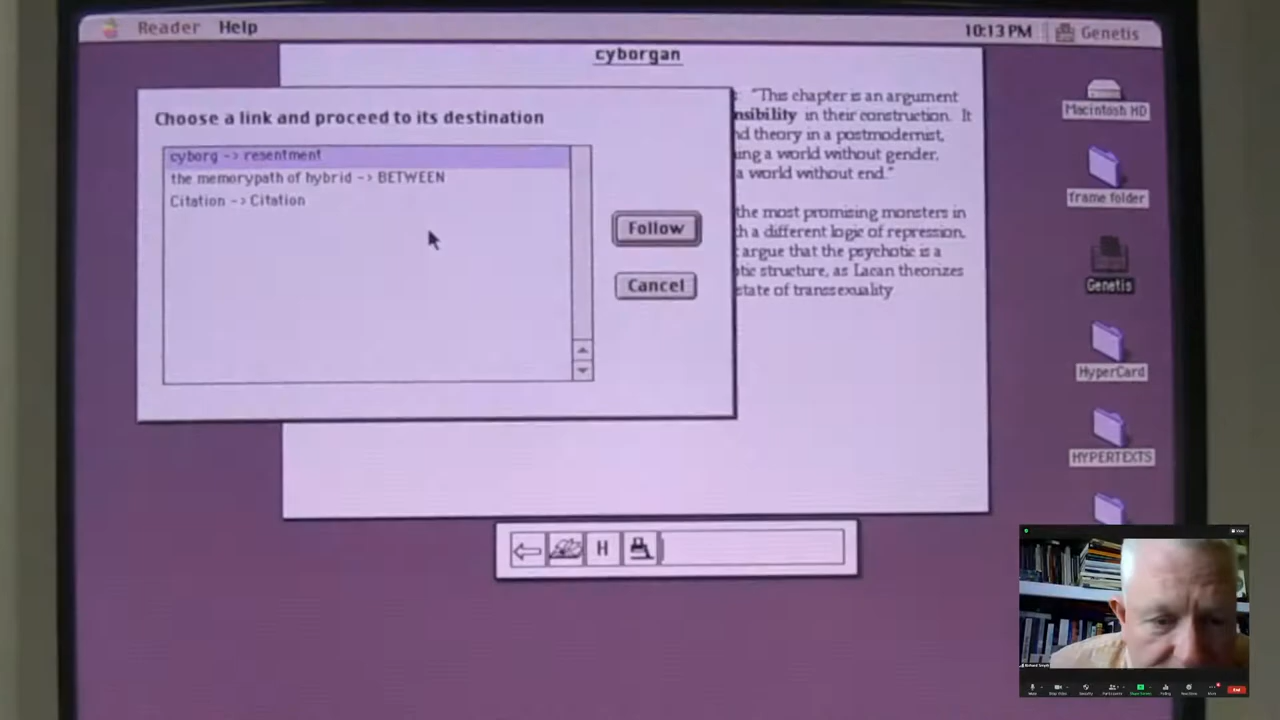 Reader Help 10:13 PM Genetis
cyborgan
Choose a link and proceed to its destination
cyborg -> resentment
the memorypath of hybrid -> BETWEEN
Citation -> Citation
Follow
Cancel
: "This chapter is an argument
nsibility in their construction. It
nd theory in a postmodernist,
ing a world without gender,
a world without end."
the most promising monsters in
h a different logic of repression.
argue that the psychotic is a
tic structure, as Lacan theorizes
state of transsexuality
H
Macintosh HD
frame folder
Genetis
HyperCard
HYPERTEXTS